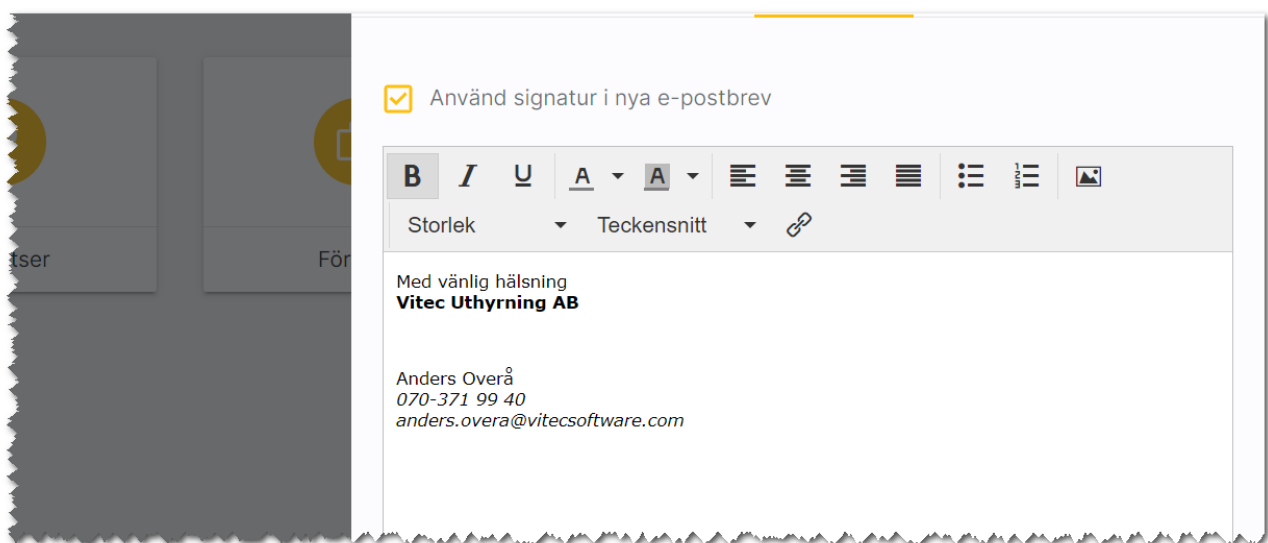 Använd signatur i nya e-postbrev
B I U A A
Storlek Teckensnitt
Med vänlig hälsning
Vitec Uthyrning AB
Anders Overå
070-371 99 40
anders.overa@vitecsoftware.com
tser
För